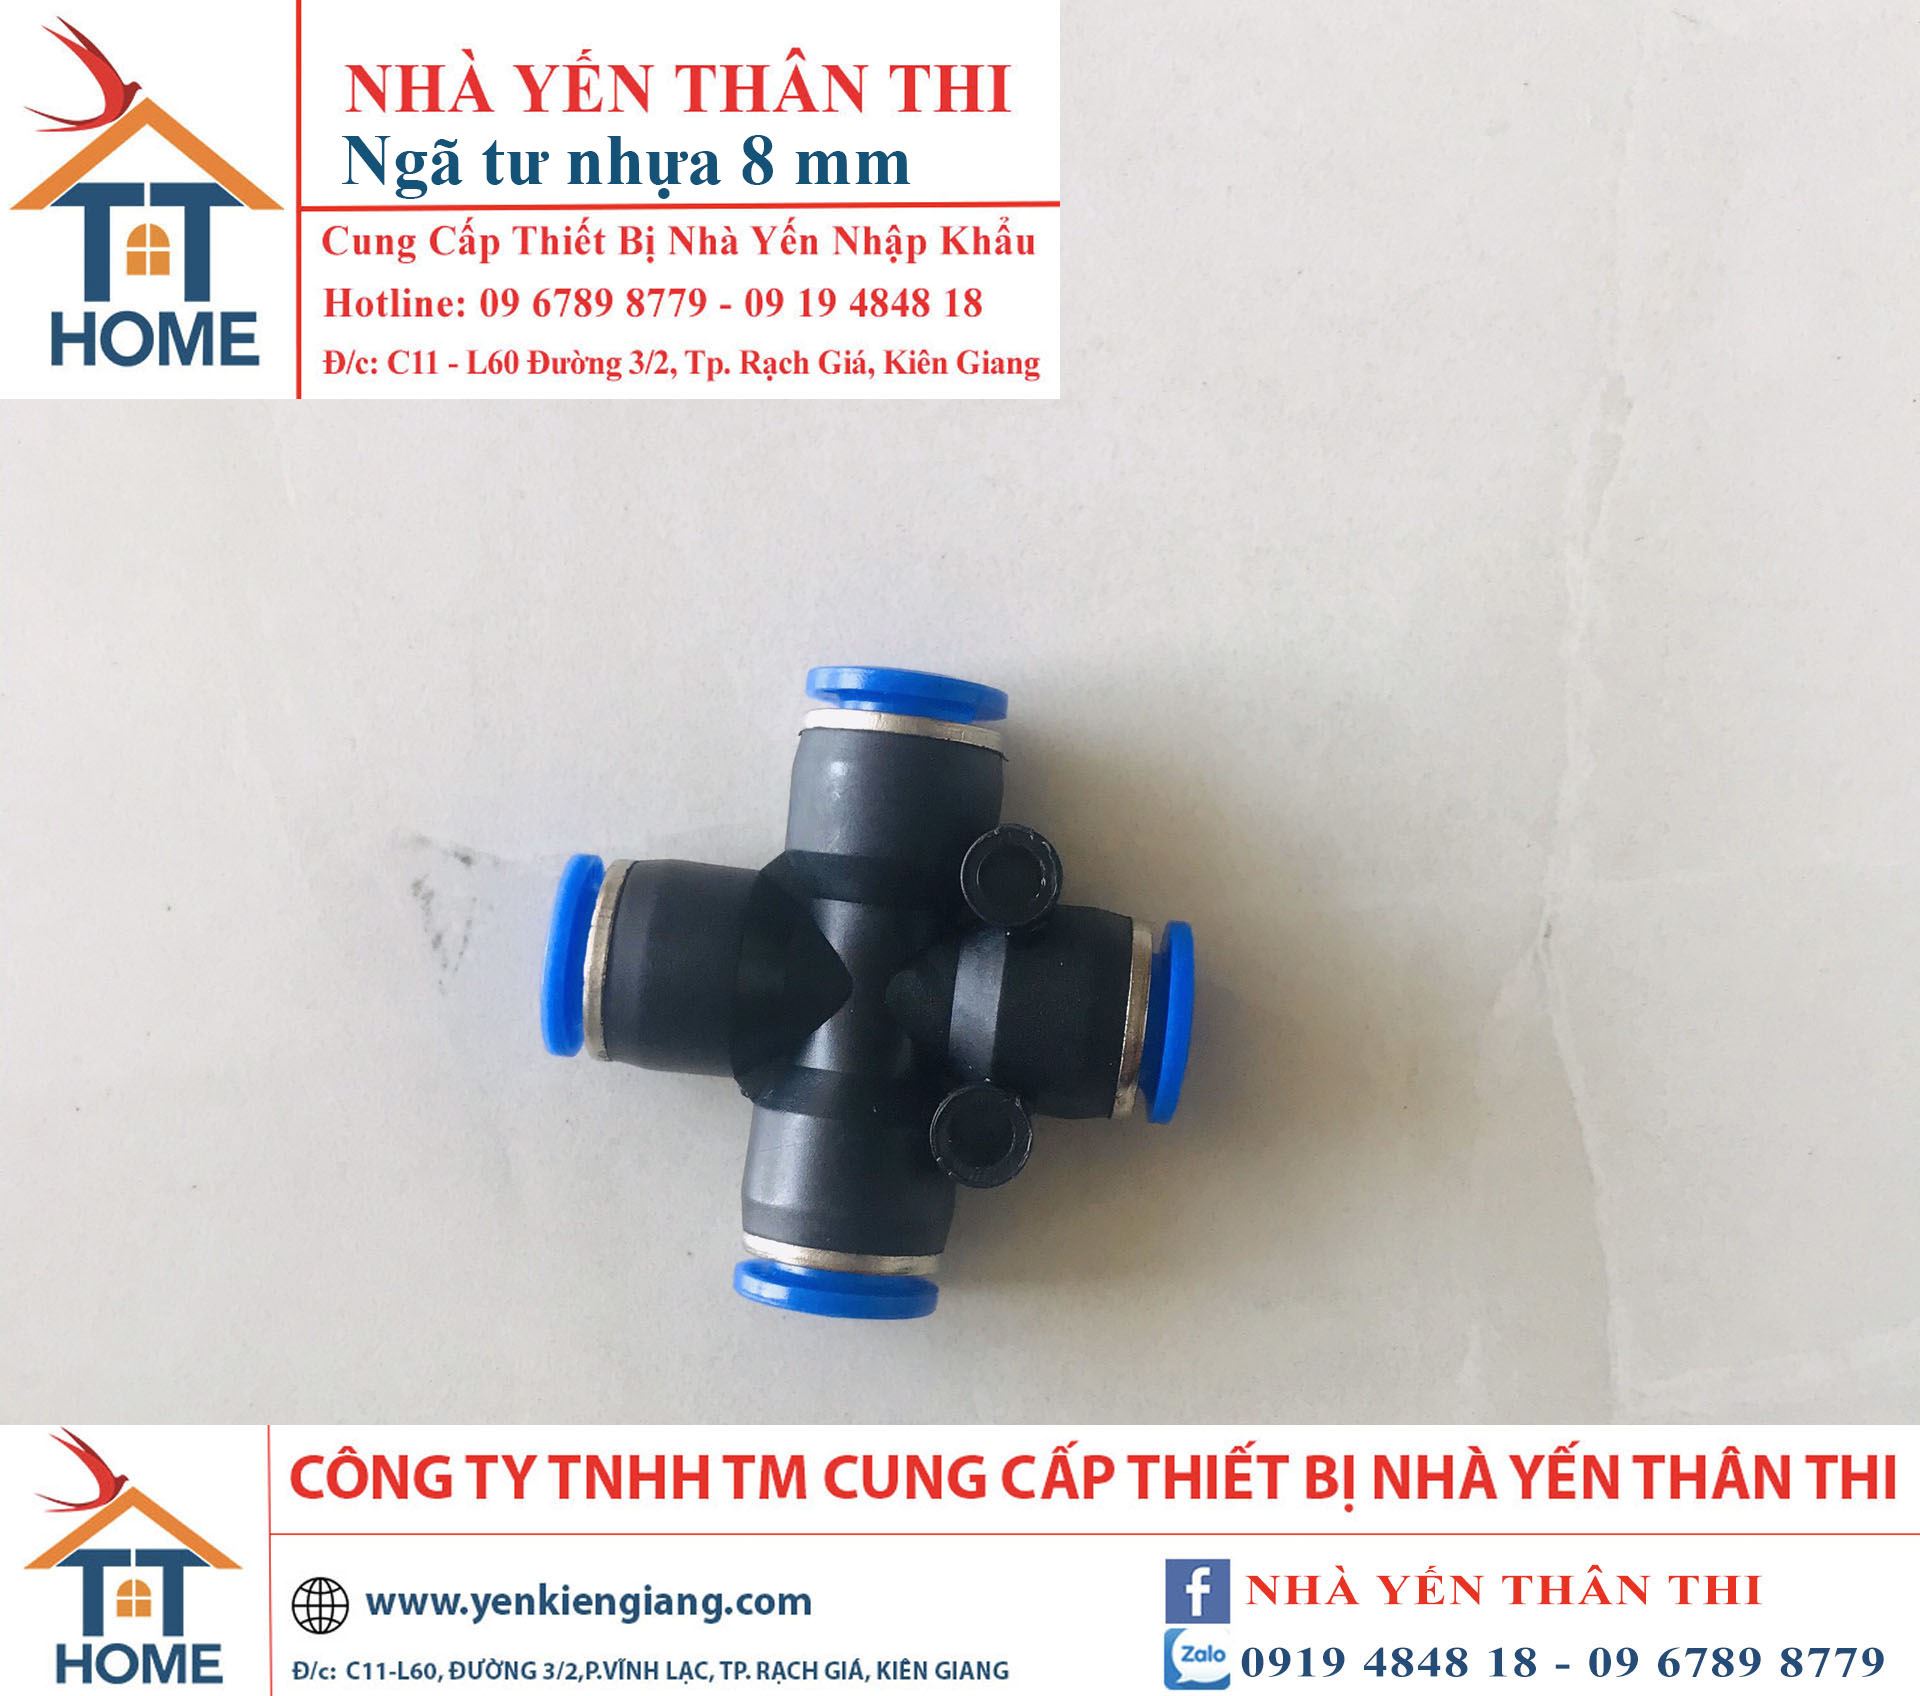 NHÀ YẾN THÂN THI
Ngã tư nhựa 8 mm
Cung Cấp Thiết Bị Nhà Yến Nhập Khẩu
Hotline: 09 6789 8779 - 09 19 4848 18
Đ/c: C11 - L60 Đường 3/2, Tp. Rạch Giá, Kiên Giang
TT
HOME
CÔNG TY TNHH TM CUNG CẤP THIẾT BỊ NHÀ YẾN THÂN THI
www.yenkiengiang.com
Đ/c: C11-L60, ĐƯỜNG 3/2,P.VĨNH LẠC, TP. RẠCH GIÁ, KIÊN GIANG
f NHÀ YẾN THÂN THI
Zalo 0919 4848 18 - 09 6789 8779
TT
HOME